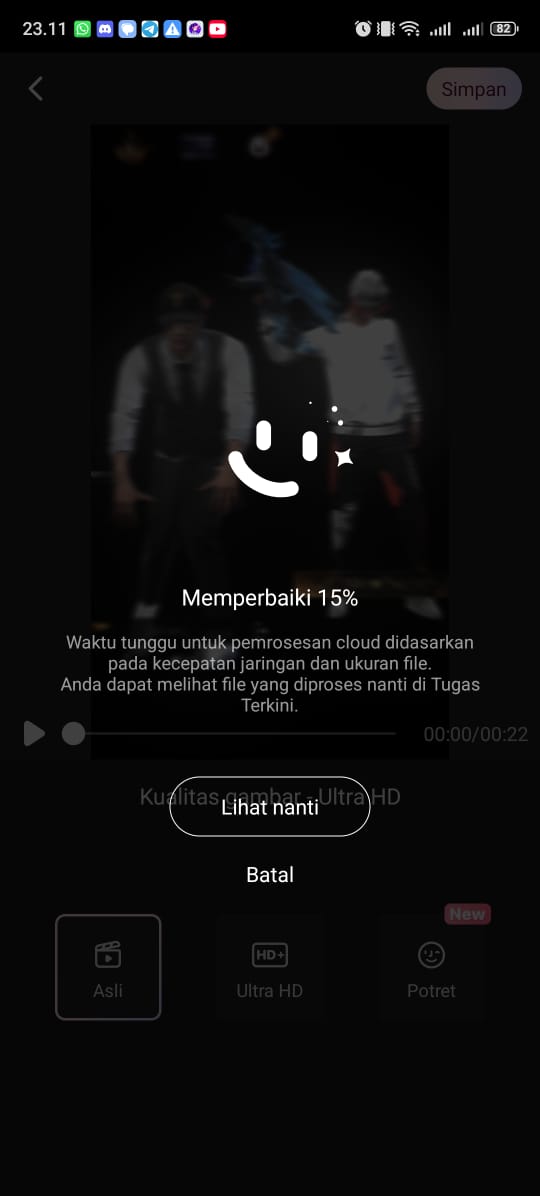 23.11
82
Simpan
Memperbaiki 15%
Waktu tunggu untuk pemrosesan cloud didasarkan
pada kecepatan jaringan dan ukuran file.
Anda dapat melihat file yang diproses nanti di Tugas
Terkini.
00:00/00:22
Kualitas gambar - Ultra HD
Lihat nanti
Batal
New
HD+
Asli
Ultra HD
Potret